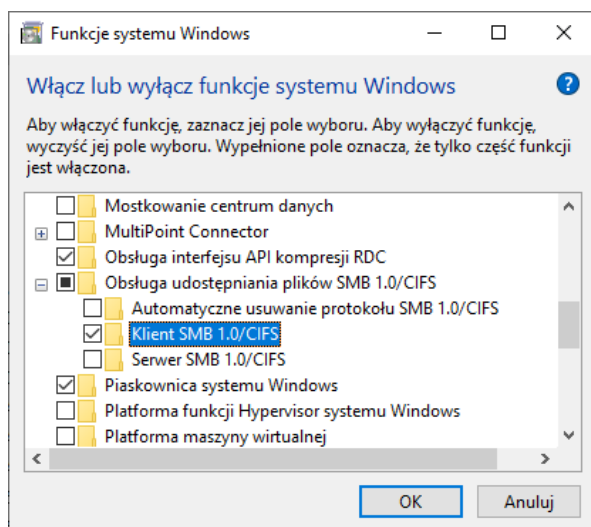 Funkcje systemu Windows
Włącz lub wyłącz funkcje systemu Windows
?
Aby włączyć funkcję, zaznacz jej pole wyboru. Aby wyłączyć funkcję,
wyczyść jej pole wyboru. Wypełnione pole oznacza, że tylko część funkcji
jest włączona.
Mostkowanie centrum danych
MultiPoint Connector
Obsługa interfejsu API kompresji RDC
Obsługa udostępniania plików SMB 1.0/CIFS
Automatyczne usuwanie protokołu SMB 1.0/CIFS
Klient SMB 1.0/CIFS
Serwer SMB 1.0/CIFS
Piaskownica systemu Windows
Platforma funkcji Hypervisor systemu Windows
Platforma maszyny wirtualnej
OK
Anuluj